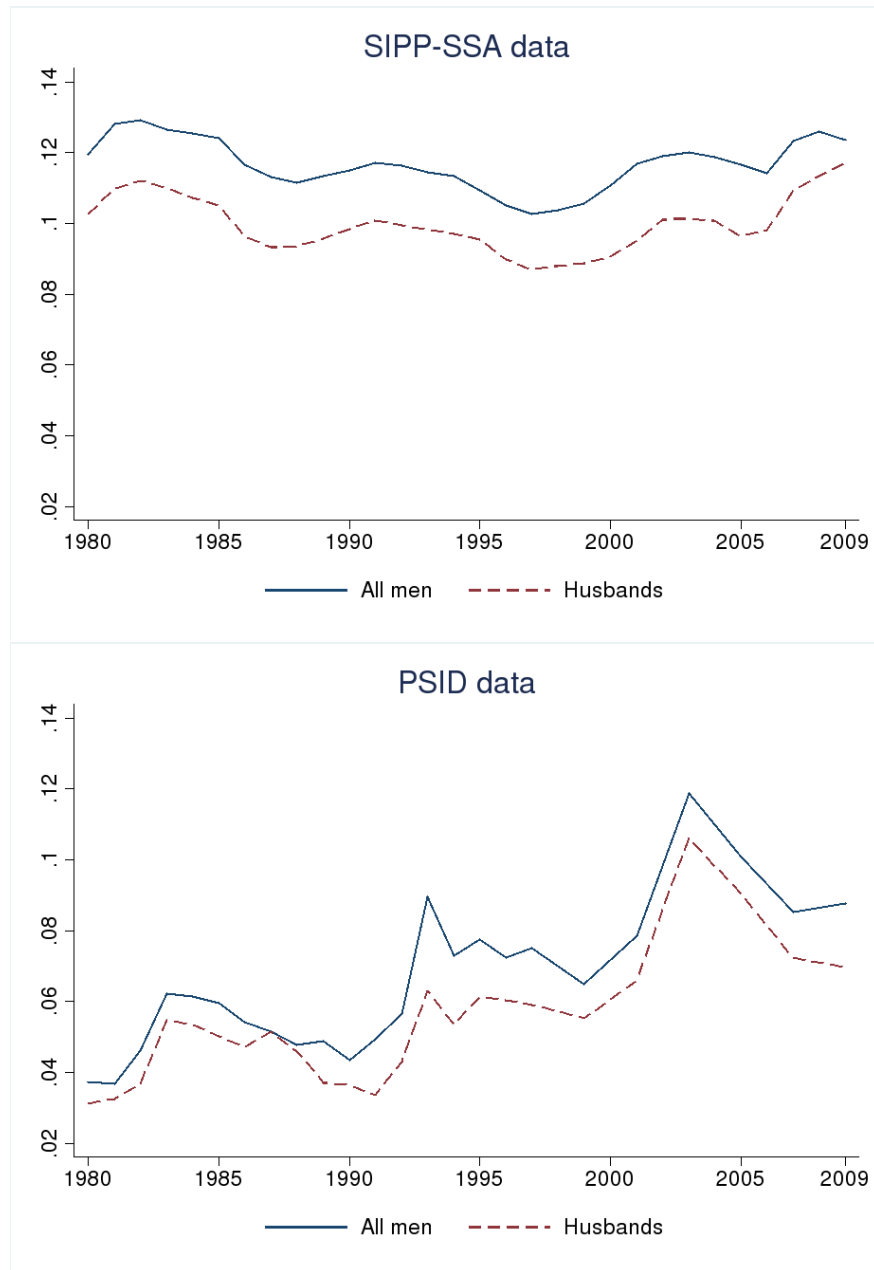 SIPP-SSA data
.14
.12
.1
.08
.06
.04
.02
1980 1985 1990 1995 2000 2005 2009
All men Husbands
PSID data
.14
.12
.1
.08
.06
.04
.02
1980 1985 1990 1995 2000 2005 2009
All men Husbands